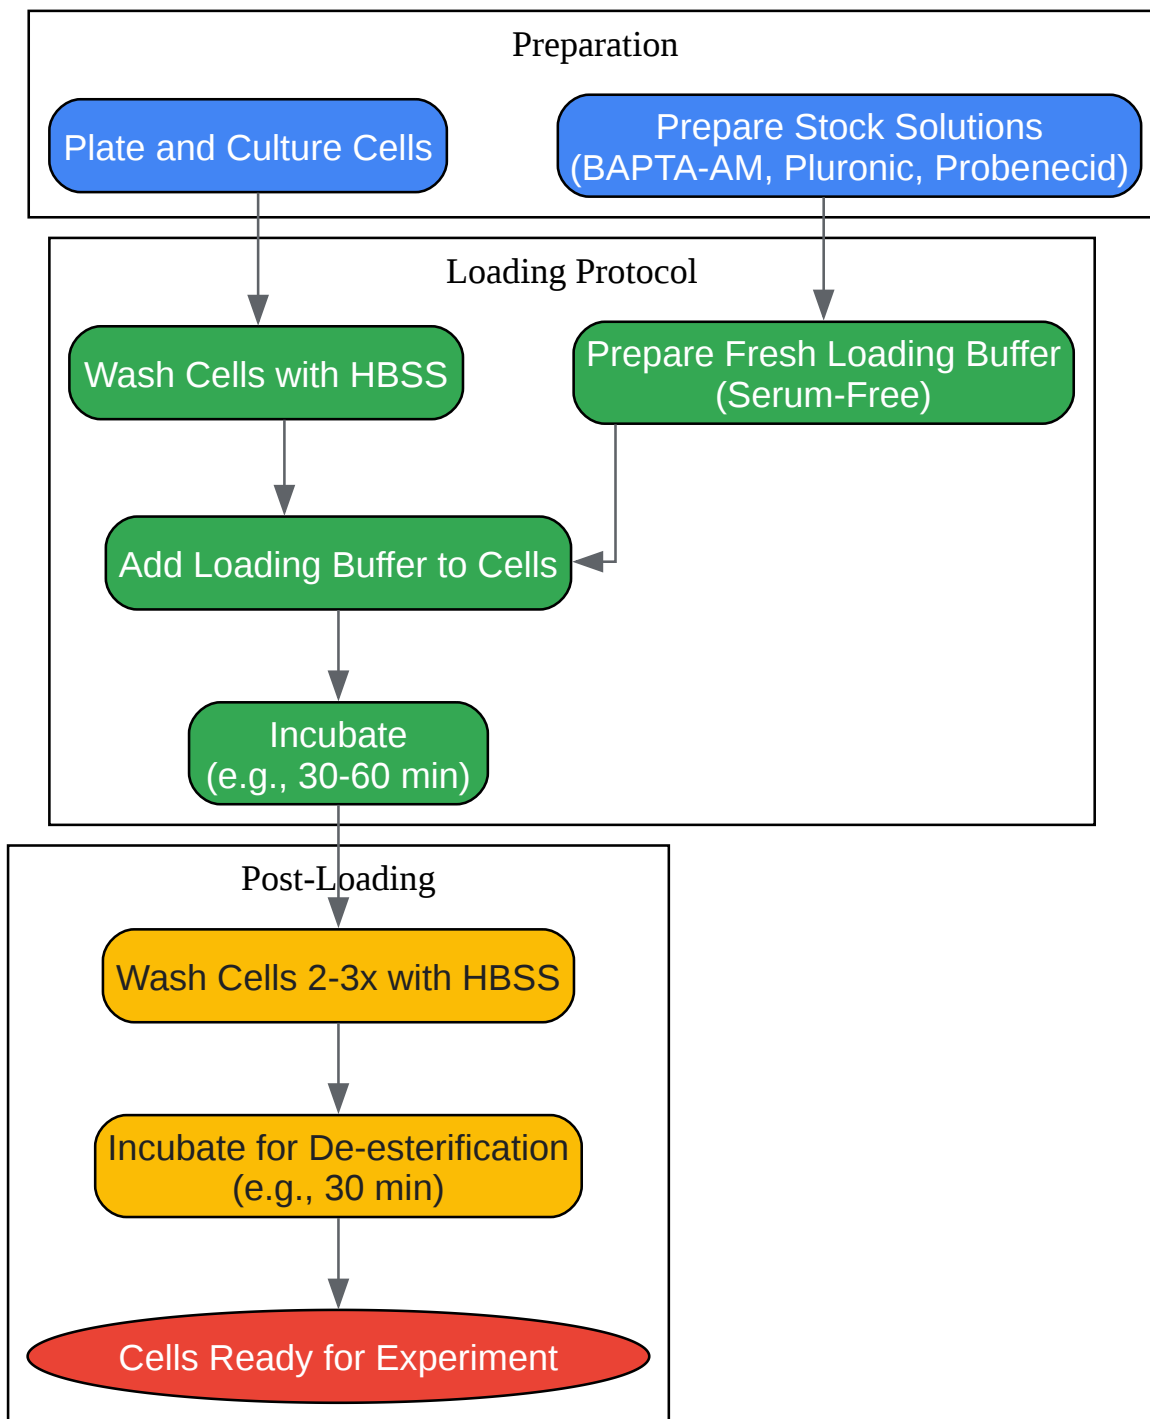 Preparation
Plate and Culture Cells
Prepare Stock Solutions
(BAPTA-AM, Pluronic, Probenecid)
Loading Protocol
Wash Cells with HBSS
Prepare Fresh Loading Buffer
(Serum-Free)
Add Loading Buffer to Cells
Incubate
(e.g., 30-60 min)
Post-Loading
Wash Cells 2-3x with HBSS
Incubate for De-esterification
(e.g., 30 min)
Cells Ready for Experiment